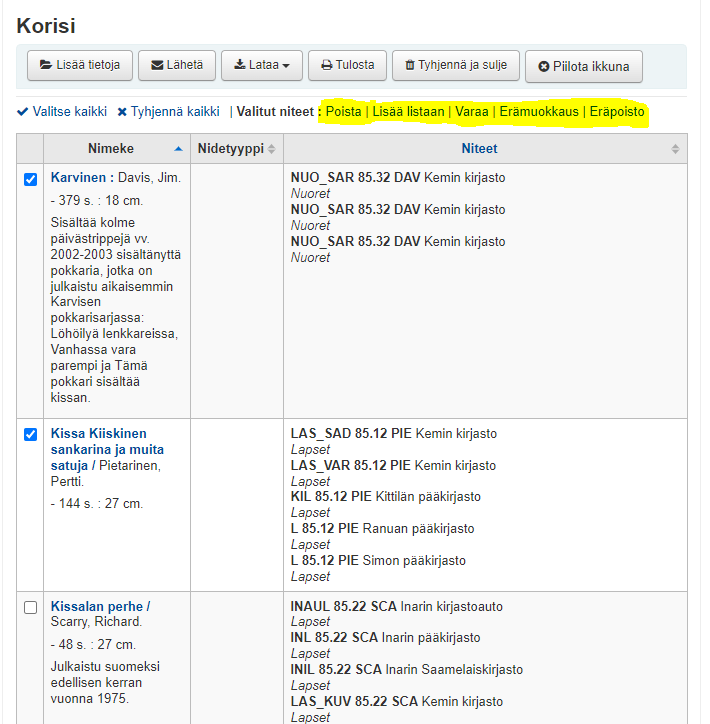 Korisi
Lisää tietoja Lähetä Lataa Tulosta Tyhjennä ja sulje Piilota ikkuna
Valitse kaikki Tyhjennä kaikki | Valitut niteet : Poista | Lisää listaan | Varaa | Erämuokkaus | Eräpoisto
Nimeke Nidetyyppi Niteet
Karvinen : Davis, Jim.
- 379 s. : 18 cm.
Sisältää kolme
päivästrippejä vv.
2002-2003 sisältänyttä
pokkaria, jotka on
julkaistu aikaisemmin
Karvisen
pokkarisarjassa:
Löhöilyä lenkkareissa,
Vanhassa vara
parempi ja Tämä
pokkari sisältää
kissan.
NUO_SAR 85.32 DAV Kemin kirjasto
Nuoret
NUO_SAR 85.32 DAV Kemin kirjasto
Nuoret
NUO_SAR 85.32 DAV Kemin kirjasto
Nuoret
Kissa Kiiskinen
sankarina ja muita
satuja / Pietarinen,
Pertti.
- 144 s. : 27 cm.
LAS_SAD 85.12 PIE Kemin kirjasto
Lapset
LAS_VAR 85.12 PIE Kemin kirjasto
Lapset
KIL 85.12 PIE Kittilän pääkirjasto
Lapset
L 85.12 PIE Ranuan pääkirjasto
Lapset
L 85.12 PIE Simon pääkirjasto
Lapset
Kissalan perhe /
Scarry, Richard.
- 48 s. : 27 cm.
Julkaistu suomeksi
edellisen kerran
vuonna 1975.
INAUL 85.22 SCA Inarin kirjastoauto
Lapset
INL 85.22 SCA Inarin pääkirjasto
Lapset
INIL 85.22 SCA Inarin Saamelaiskirjasto
Lapset
LAS_KUV 85.22 SCA Kemin kirjasto
Lapset